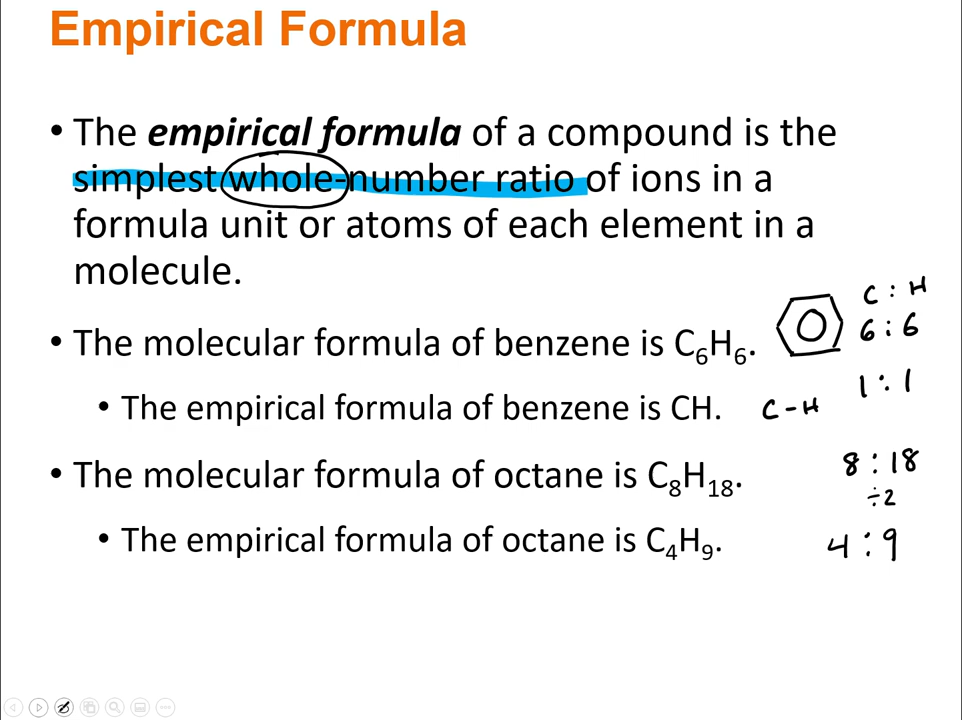 Empirical Formula
• The empirical formula of a compound is the
simplest whole-number ratio of ions in a
formula unit or atoms of each element in a
molecule.
C : H
6 : 6
• The molecular formula of benzene is C₆H₆.
1 : 1
• The empirical formula of benzene is CH.
C - H
• The molecular formula of octane is C₈H₁₈.
8 : 18
÷2
• The empirical formula of octane is C₄H₉.
4 : 9